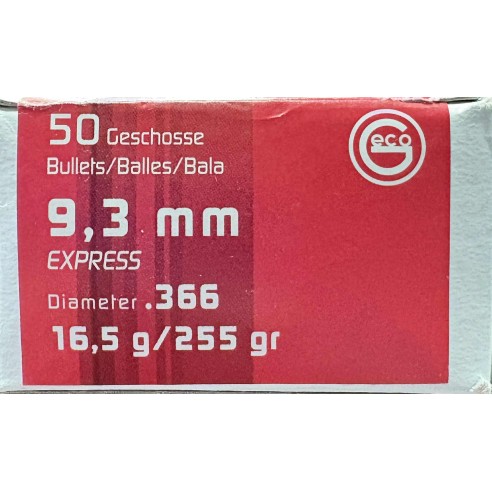 50 Geschosse
Bullets/Balles/Bala
9,3 mm
EXPRESS
Diameter .366
16,5 g/255 gr
Geco